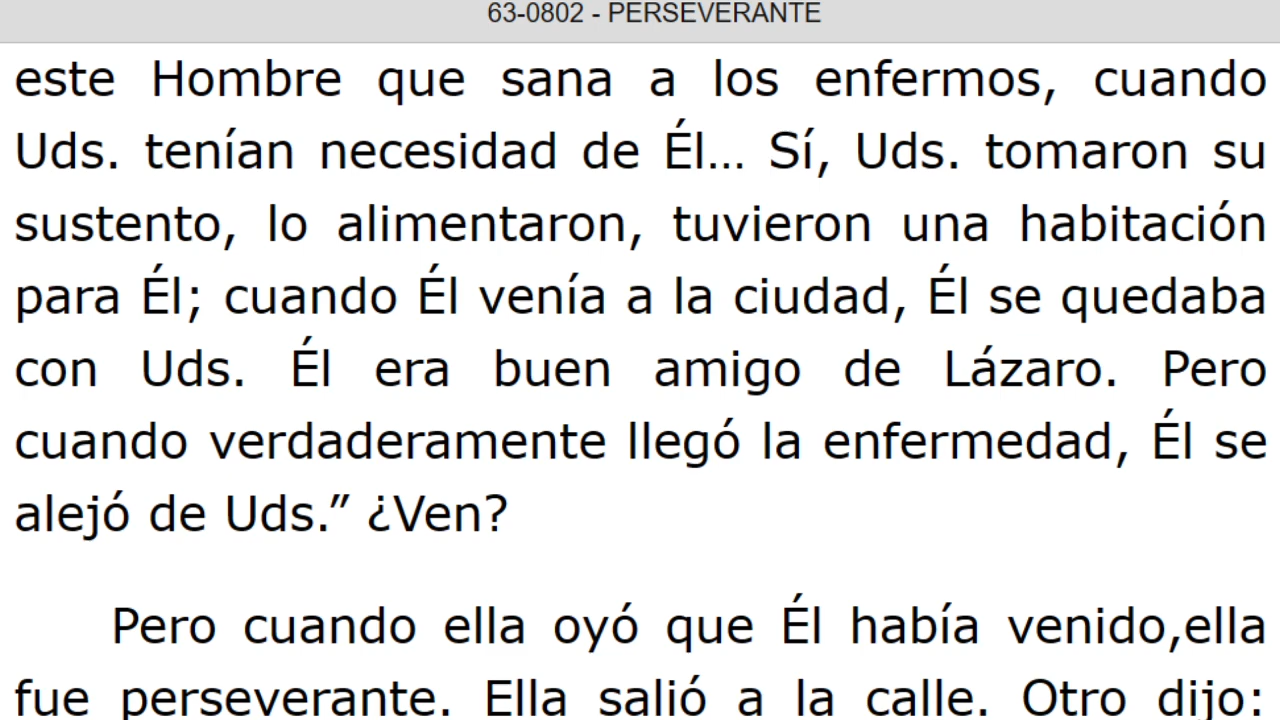 63-0802 - PERSEVERANTE
este Hombre que sana a los enfermos, cuando
Uds. tenían necesidad de Él... Sí, Uds. tomaron su
sustento, lo alimentaron, tuvieron una habitación
para Él; cuando Él venía a la ciudad, Él se quedaba
con Uds. Él era buen amigo de Lázaro. Pero
cuando verdaderamente llegó la enfermedad, Él se
alejó de Uds.” ¿Ven?
Pero cuando ella oyó que Él había venido,ella
fue perseverante. Ella salió a la calle. Otro dijo: